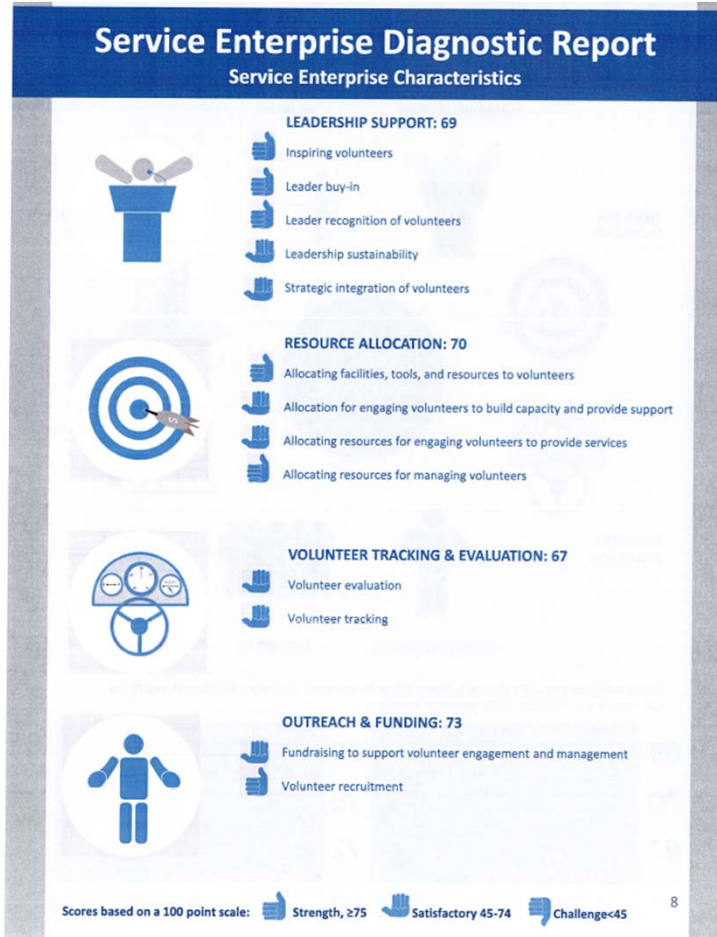 Service Enterprise Diagnostic Report
Service Enterprise Characteristics
LEADERSHIP SUPPORT: 69
Inspiring volunteers
Leader buy-in
Leader recognition of volunteers
Leadership sustainability
Strategic integration of volunteers
RESOURCE ALLOCATION: 70
Allocating facilities, tools, and resources to volunteers
Allocation for engaging volunteers to build capacity and provide support
Allocating resources for engaging volunteers to provide services
Allocating resources for managing volunteers
VOLUNTEER TRACKING & EVALUATION: 67
Volunteer evaluation
Volunteer tracking
OUTREACH & FUNDING: 73
Fundraising to support volunteer engagement and management
Volunteer recruitment
Scores based on a 100 point scale: Strength, ≥75 Satisfactory 45-74 Challenge<45
8